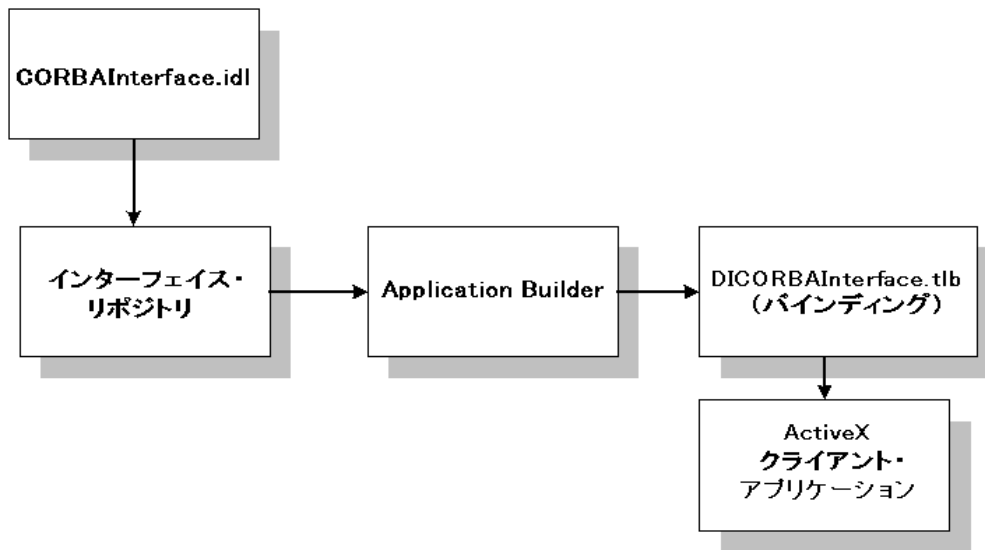 CORBAInterface.idl
インターフェイス・
リポジトリ
Application Builder
DICORBAInterface.tlb
(バインディング)
ActiveX
クライアント・
アプリケーション